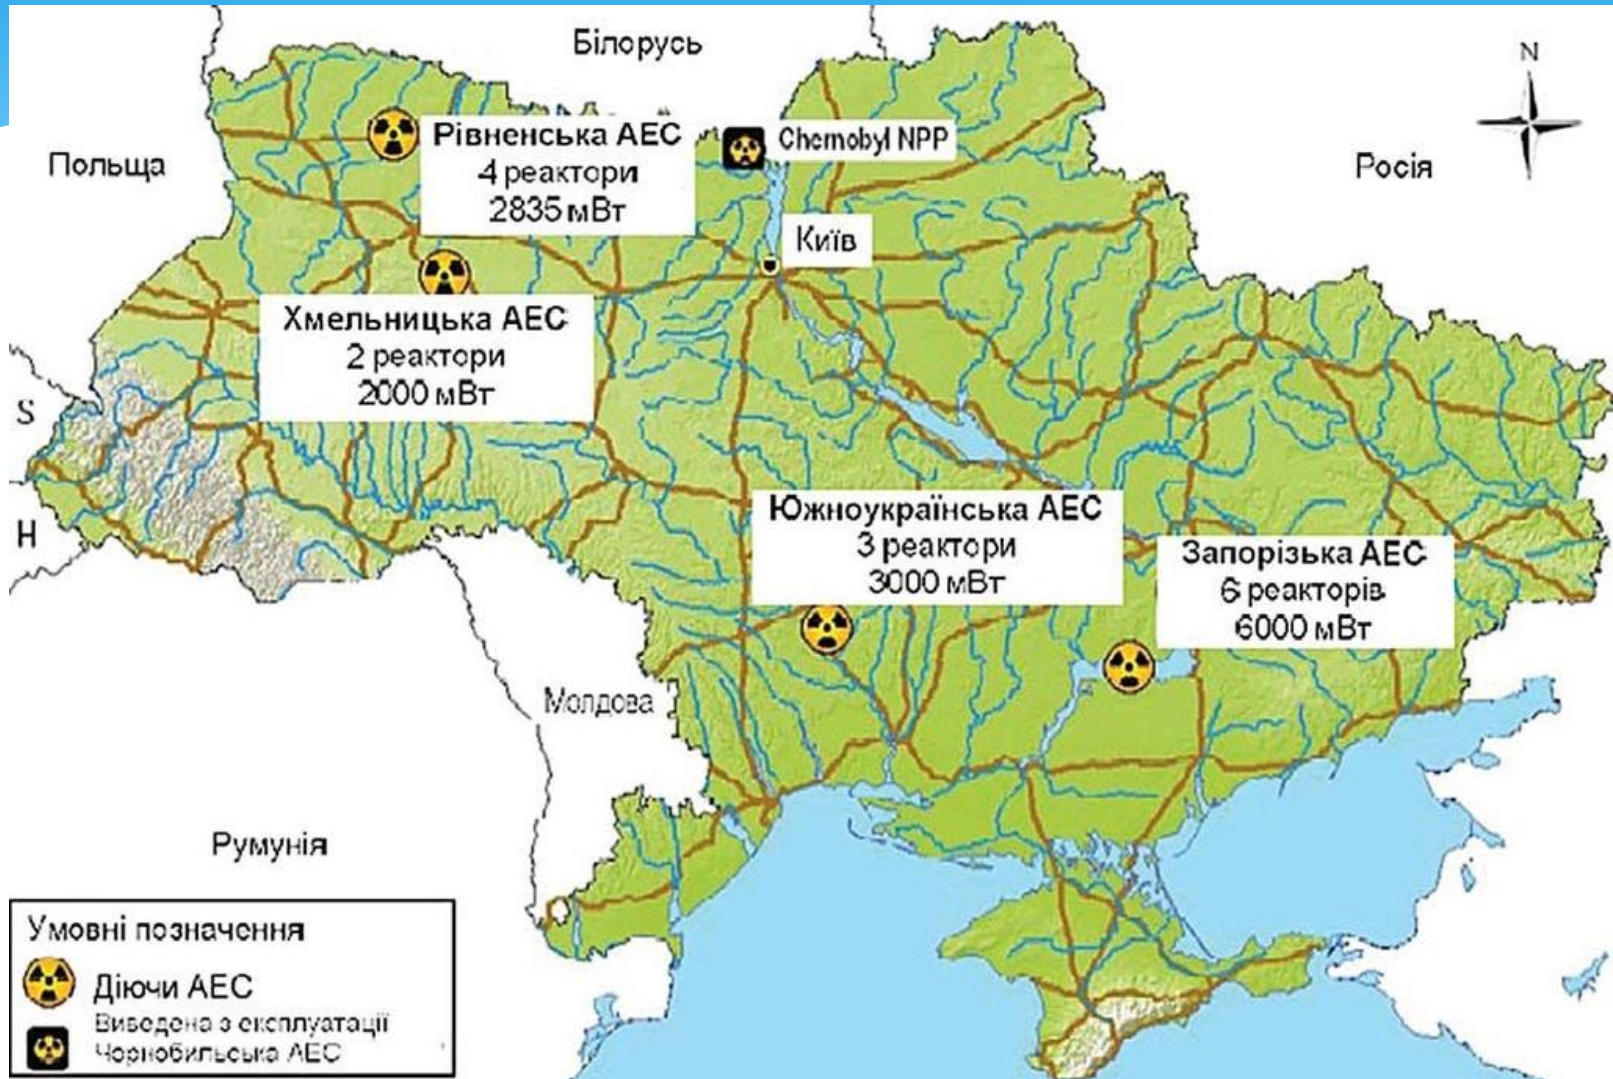 Білорусь
N
Польща
Рівненська АЕС
4 реактори
2835 мВт
Chernobyl NPP
Росія
Київ
Хмельницька АЕС
2 реактори
2000 мВт
S
H
Южноукраїнська АЕС
3 реактори
3000 мВт
Запорізька АЕС
6 реакторів
6000 мВт
Молдова
Румунія
Умовні позначення
Діючи АЕС
Виведена з експлуатації
Чорнобильська АЕС